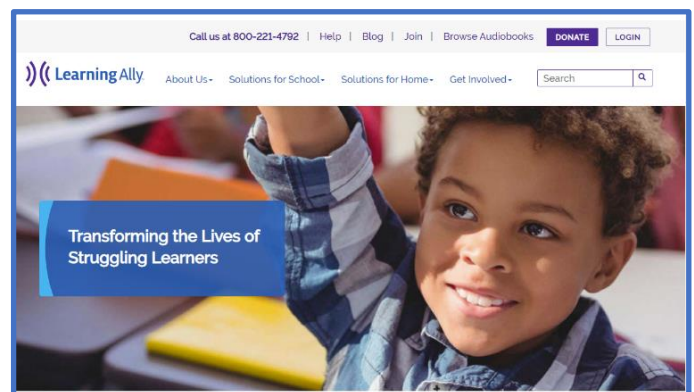 Call us at 800-221-4792 | Help | Blog | Join | Browse Audiobooks DONATE LOGIN
Learning Ally. About Us Solutions for School Solutions for Home Get Involved Search
Transforming the Lives of
Struggling Learners